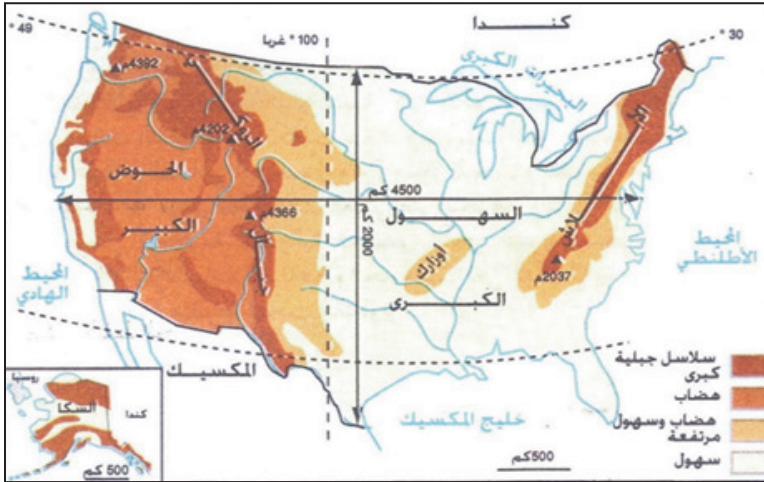 كندا
° 49
100° غربا
° 30
البحيرات الكبرى
4392م
4202م
الحوض
4500 كم
السهول
4366م
الكبير
2000 كم
اوزارك
2037م
الكبرى
المحيط
الهادي
المحيط
الأطلنطي
المكسيك
خليج المكسيك
سلاسل جبلية
كبرى
هضاب
هضاب وسهول
مرتفعة
سهول
500كم
روسيا
السكا
كندا
500 كم